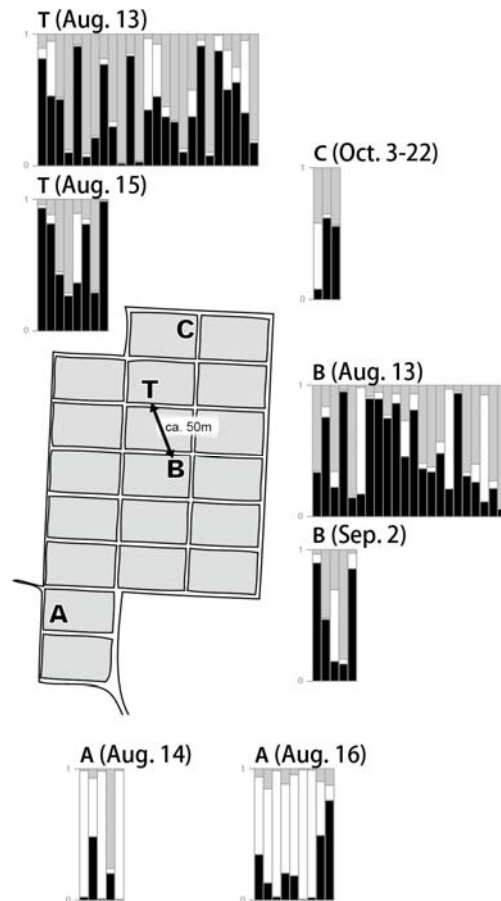 T (Aug. 13)
1
0
C (Oct. 3-22)
1
0
T (Aug. 15)
1
0
C
T
ca. 50m
B
A
B (Aug. 13)
1
0
B (Sep. 2)
1
0
A (Aug. 14)
1
0
A (Aug. 16)
1
0